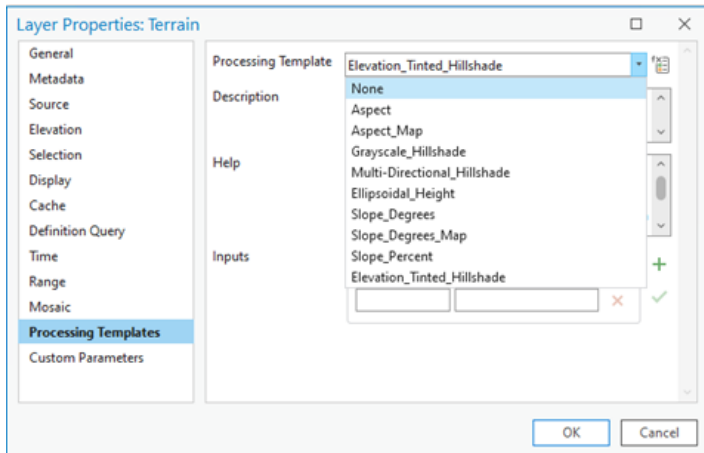 Layer Properties: Terrain
General
Metadata
Source
Elevation
Selection
Display
Cache
Definition Query
Time
Range
Mosaic
Processing Templates
Custom Parameters
Processing Template
Elevation_Tinted_Hillshade
Description
Help
Inputs
None
Aspect
Aspect_Map
Grayscale_Hillshade
Multi-Directional_Hillshade
Ellipsoidal_Height
Slope_Degrees
Slope_Degrees_Map
Slope_Percent
Elevation_Tinted_Hillshade
OK
Cancel